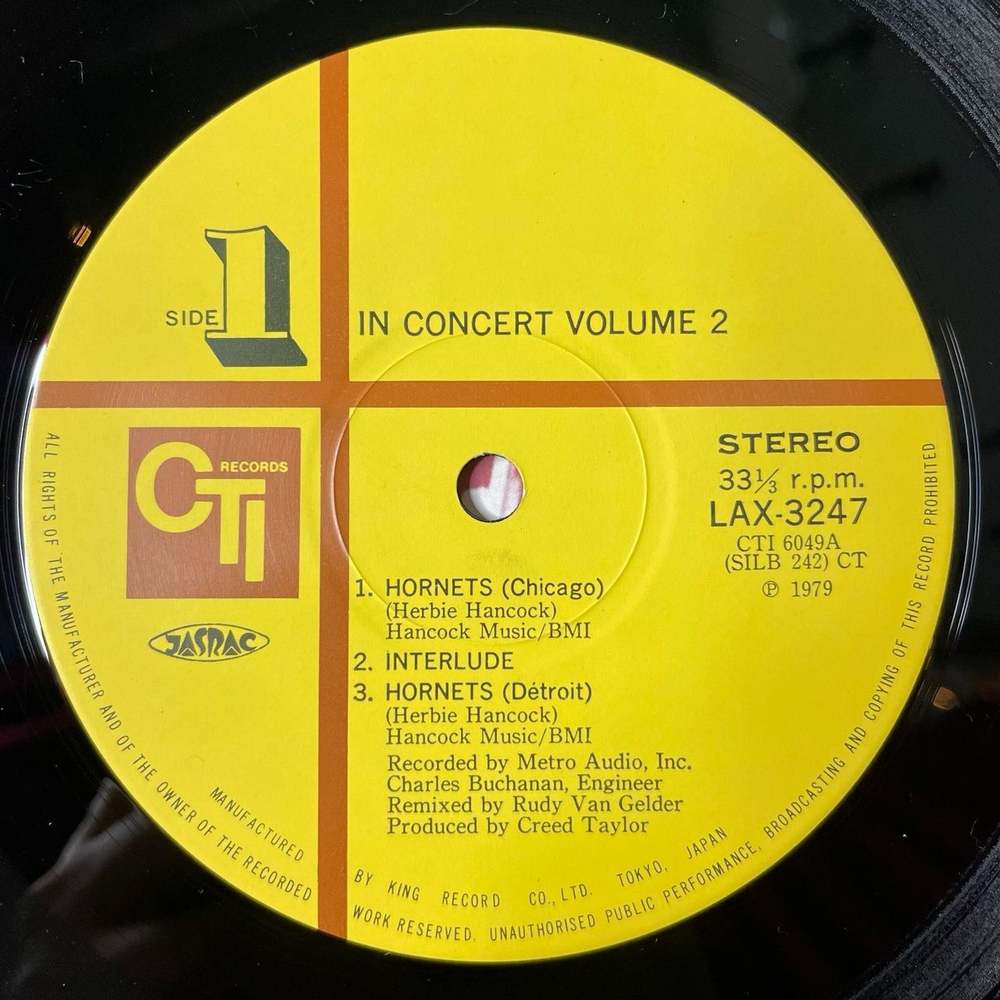 SIDE 1
IN CONCERT VOLUME 2
CTI RECORDS
JASRAC
STEREO
33⅓ r.p.m.
LAX-3247
CTI 6049A
(SILB 242) CT
Ⓟ 1979
1. HORNETS (Chicago)
(Herbie Hancock)
Hancock Music/BMI
2. INTERLUDE
3. HORNETS (Détroit)
(Herbie Hancock)
Hancock Music/BMI
Recorded by Metro Audio, Inc.
Charles Buchanan, Engineer
Remixed by Rudy Van Gelder
Produced by Creed Taylor
MANUFACTURED BY KING RECORD CO., LTD. TOKYO, JAPAN
ALL RIGHTS OF THE MANUFACTURER AND OF THE OWNER OF THE RECORDED WORK RESERVED. UNAUTHORISED PUBLIC PERFORMANCE, BROADCASTING AND COPYING OF THIS RECORD PROHIBITED